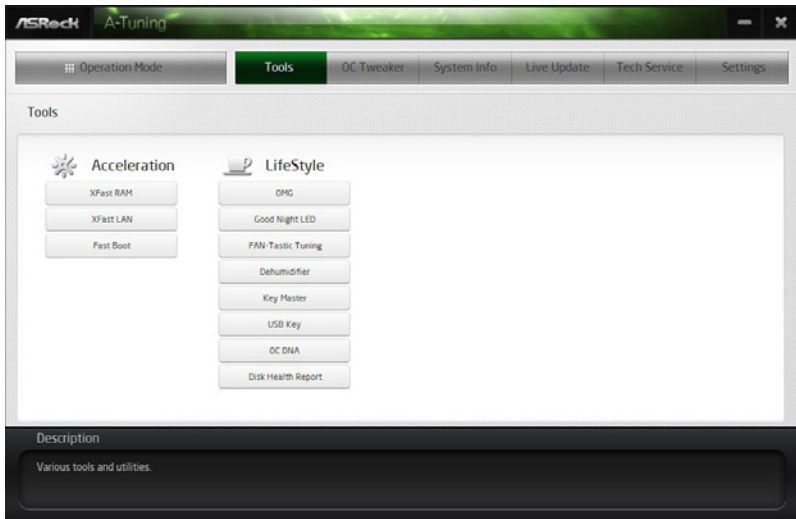 ASRock A-Tuning
Operation Mode Tools OC Tweaker System Info Live Update Tech Service Settings
Tools
Acceleration
XFast RAM
XFast LAN
Fast Boot
LifeStyle
OMG
Good Night LED
FAN-Tastic Tuning
Dehumidifier
Key Master
USB Key
OC DNA
Disk Health Report
Description
Various tools and utilities.